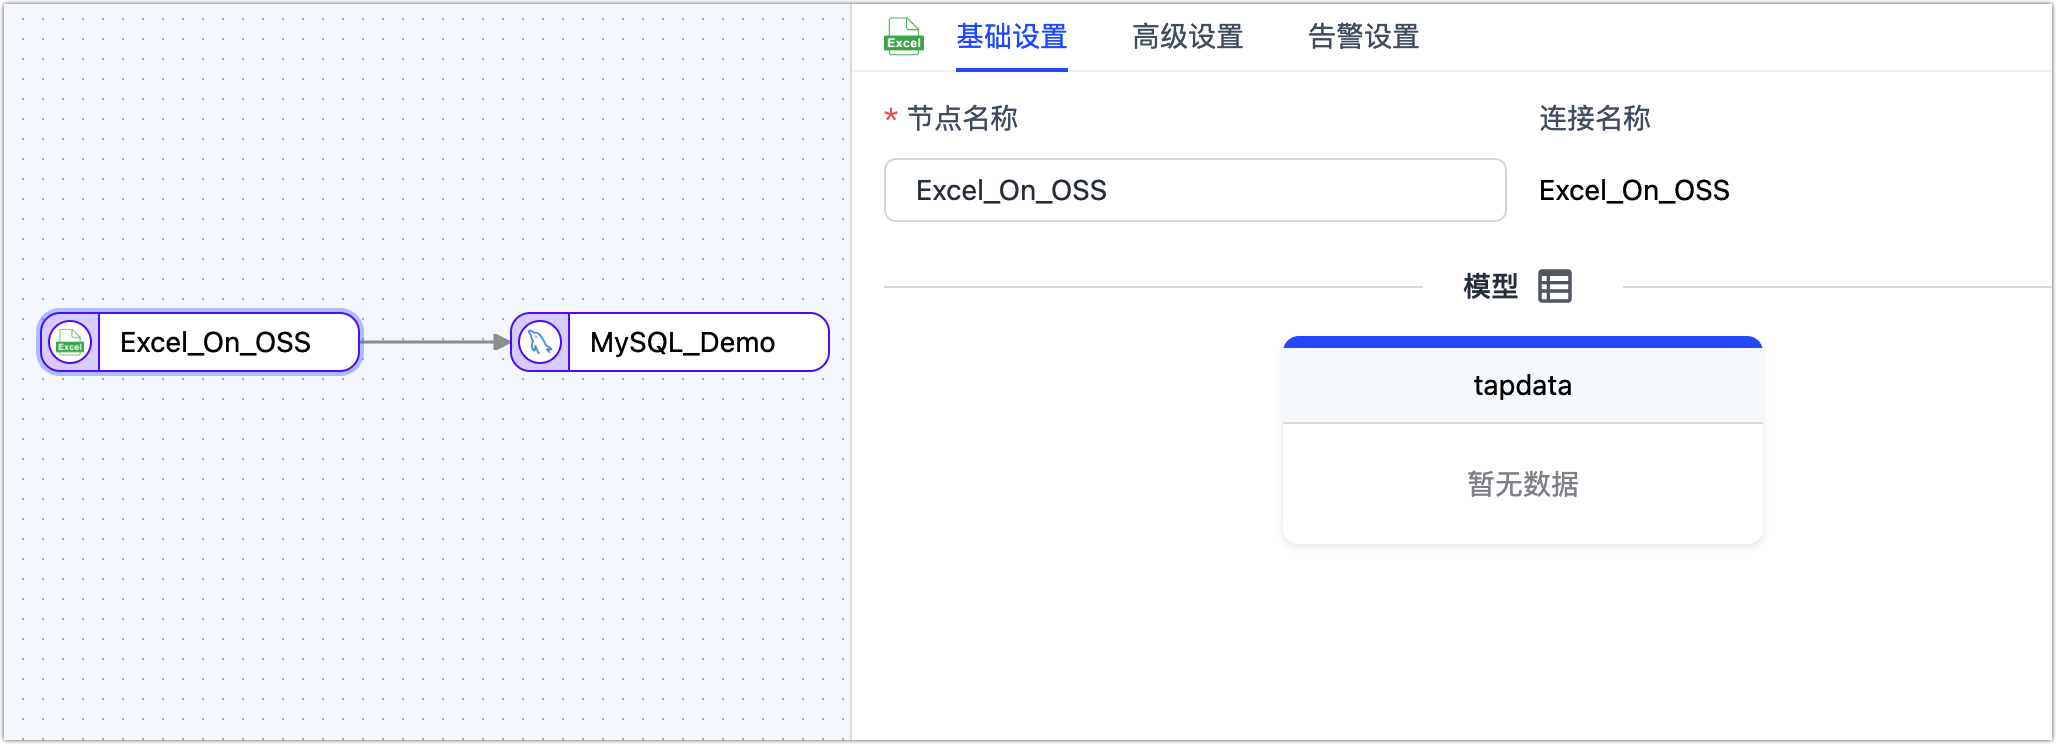 Excel
基础设置
高级设置
告警设置
* 节点名称
连接名称
Excel_On_OSS
Excel_On_OSS
模型
tapdata
暂无数据
Excel
Excel_On_OSS
MySQL_Demo